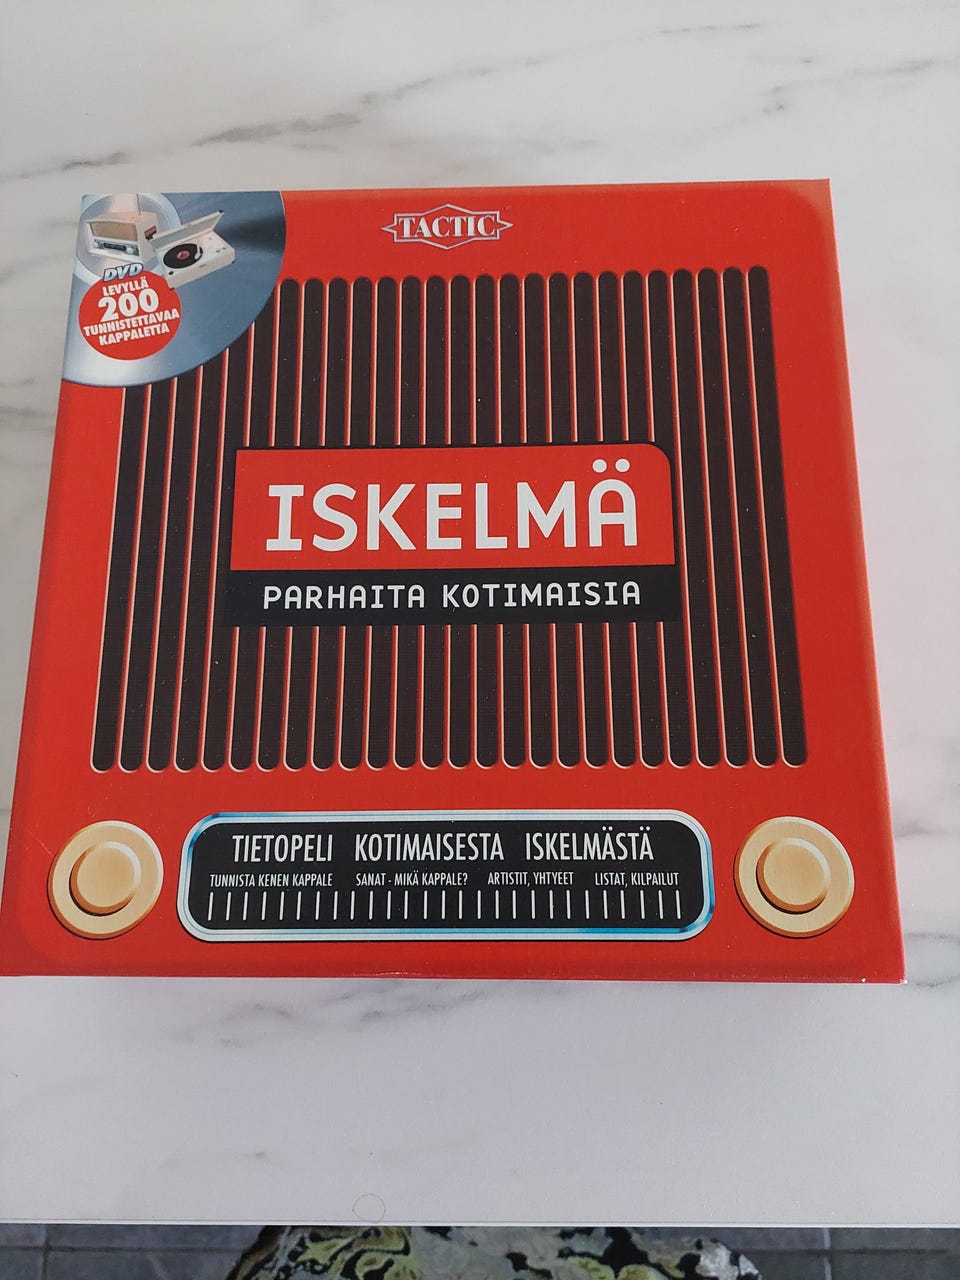 TACTIC
DVD
LEVYLLÄ
200
TUNNISTETTAVAA
KAPPALETTA
ISKELMÄ
PARHAITA KOTIMAISIA
TIETOPELI KOTIMAISESTA ISKELMÄSTÄ
TUNNISTA KENEN KAPPALE SANAT - MIKÄ KAPPALE? ARTISTIT, YHTYEET LISTAT, KILPAILUT